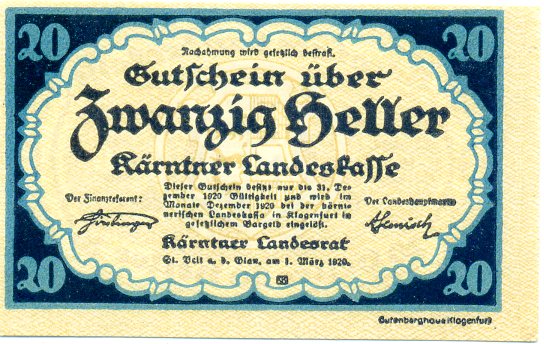 20 20
Nachahmung wird gesetzlich bestraft.
Gutschein über
Zwanzig Heller
Kärntner Landeskasse
Dieser Gutschein besitzt nur bis 31. De-
zember 1920 Gültigkeit und wird im
Monate Dezember 1920 bei der kärnt-
nerischen Landeskassa in Klagenfurt in
gesetzlichem Bargeld eingelöst.
Der Finanzreferent:
Der Landeshauptmann
Kärntner Landesrat
St. Veit a. d. Glan, am 1. März 1920.
20 20
Gutenberghaus Klagenfurt